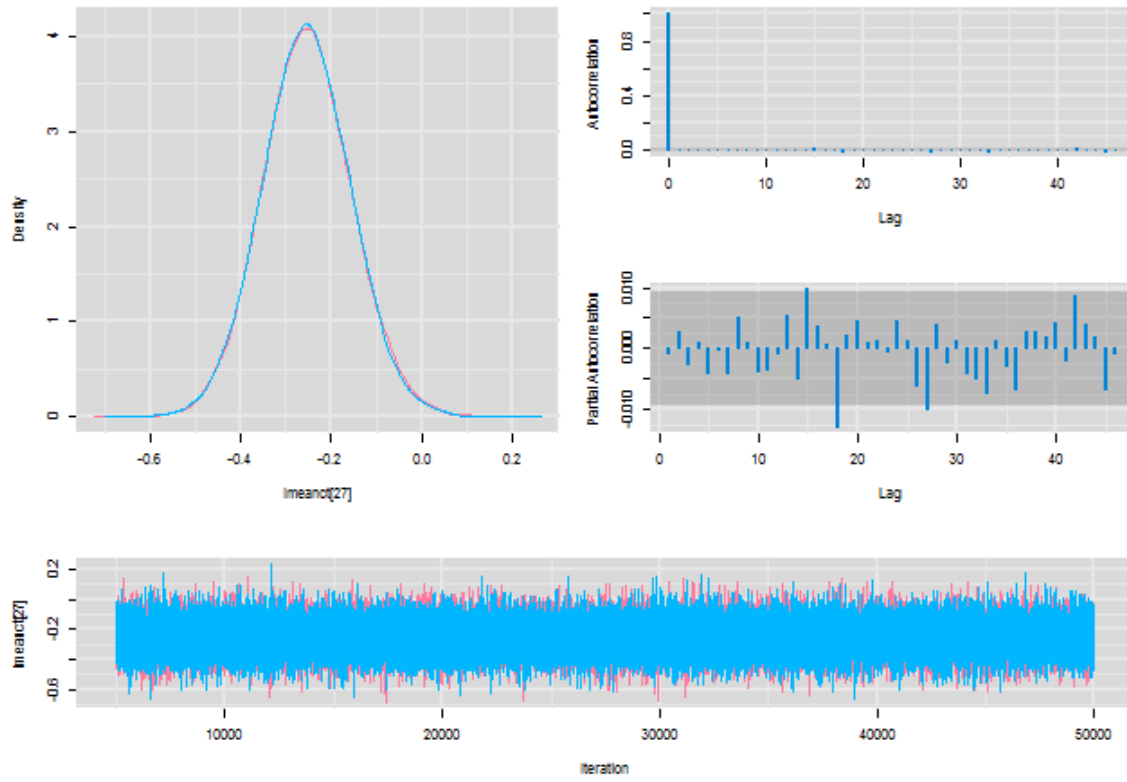 Density
0 1 2 3 4
-0.6 -0.4 -0.2 0.0 0.2
lmeanct[27]
Autocorrelation
0.0 0.4 0.8
0 10 20 30 40
Lag
Partial Autocorrelation
-0.010 0.000 0.010
0 10 20 30 40
Lag
lmeanct[27]
-0.6 -0.2 0.2
10000 20000 30000 40000 50000
Iteration